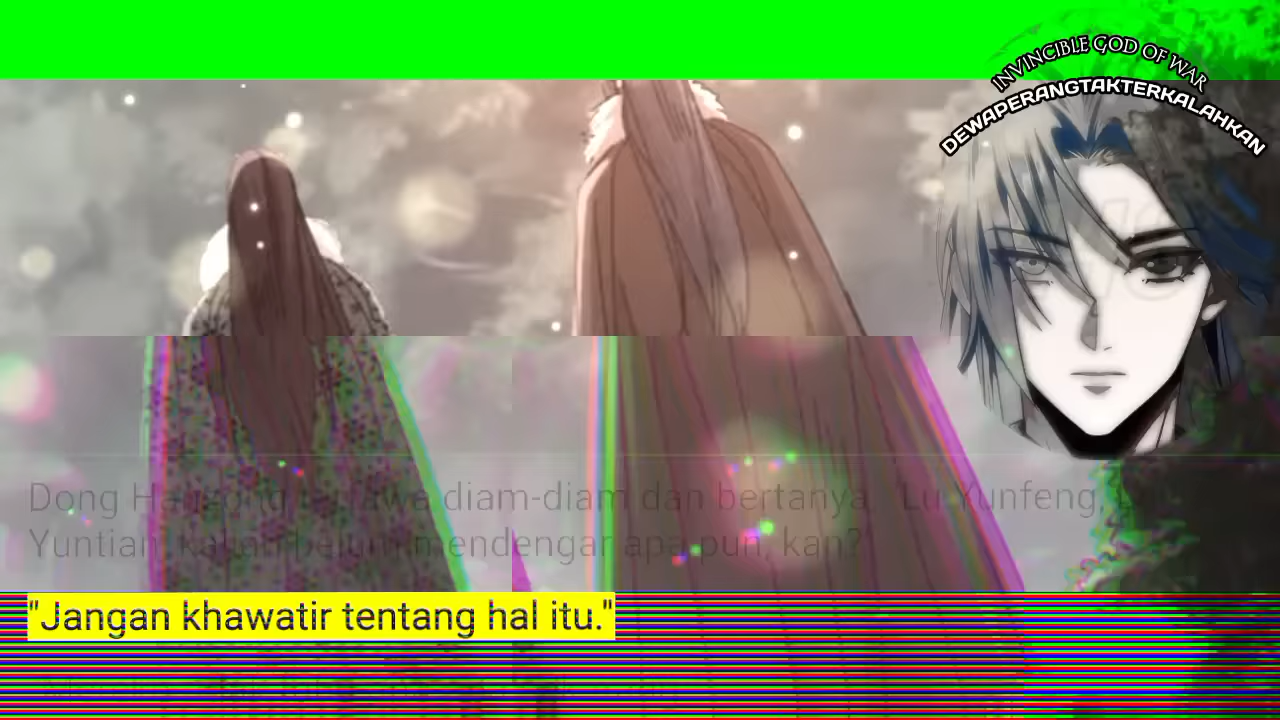 INVINCIBLE GOD OF WAR
DEWAPERANGTAKTERKALAHKAN
Dong diam-diam dan bertanya, "Lu Yunfeng,
Yuntian, kalian belum mendengar apa pun, kan?"
"Jangan khawatir tentang hal itu."